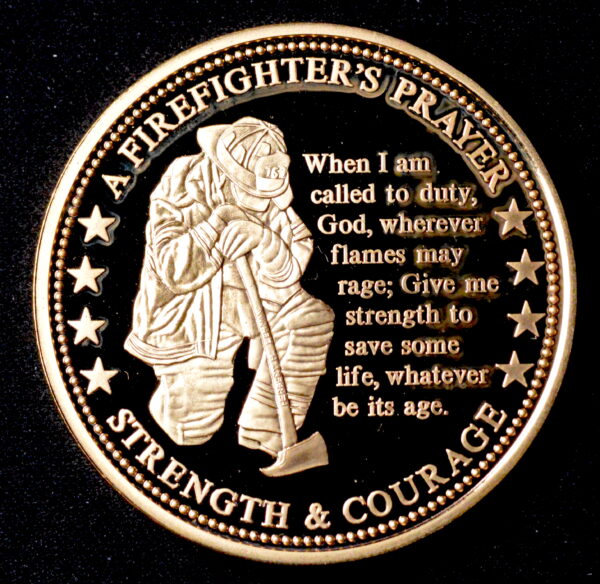 A FIREFIGHTER'S PRAYER
When I am
called to duty,
God, wherever
flames may
rage; Give me
strength to
save some
life, whatever
be its age.
STRENGTH & COURAGE